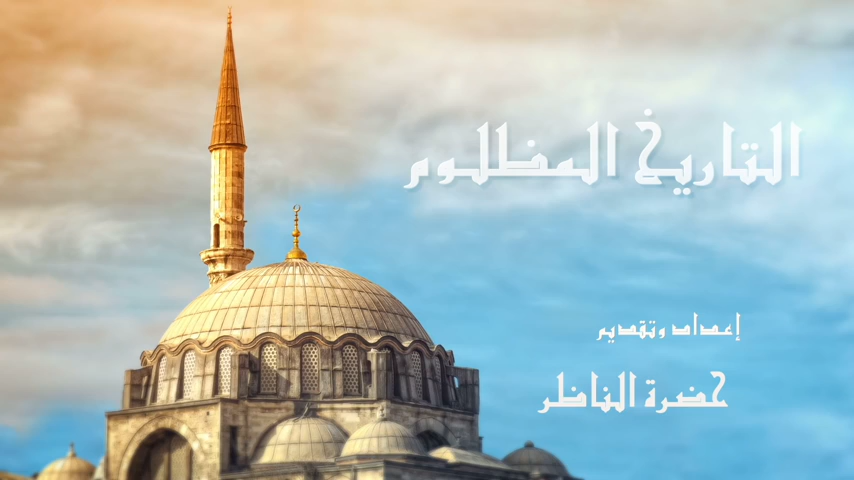 التاريخ المظلوم
إعداد وتقديم
حضرة الناظر